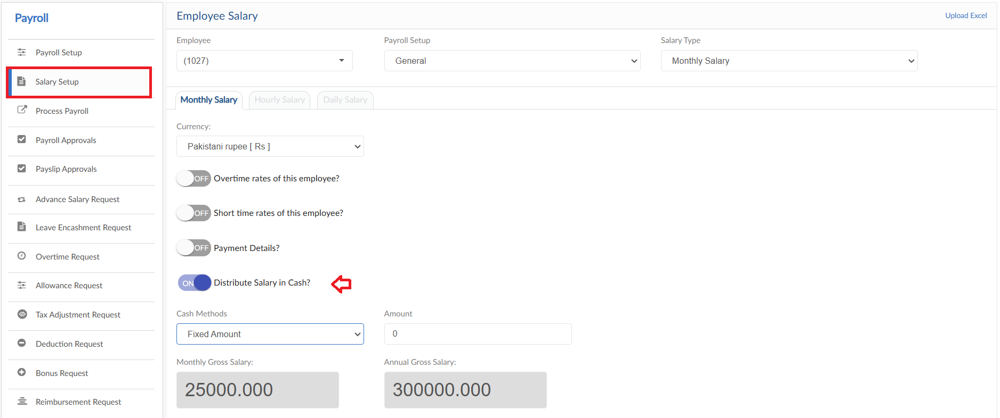 Payroll
Payroll Setup
Salary Setup
Process Payroll
Payroll Approvals
Payslip Approvals
Advance Salary Request
Leave Encashment Request
Overtime Request
Allowance Request
Tax Adjustment Request
Deduction Request
Bonus Request
Reimbursement Request
Employee Salary
Upload Excel
Employee
Payroll Setup
Salary Type
(1027)
General
Monthly Salary
Monthly Salary
Hourly Salary
Daily Salary
Currency:
Pakistani rupee [ Rs ]
OFF Overtime rates of this employee?
OFF Short time rates of this employee?
OFF Payment Details?
ON Distribute Salary in Cash?
Cash Methods
Amount
Fixed Amount
0
Monthly Gross Salary:
Annual Gross Salary:
25000.000
300000.000